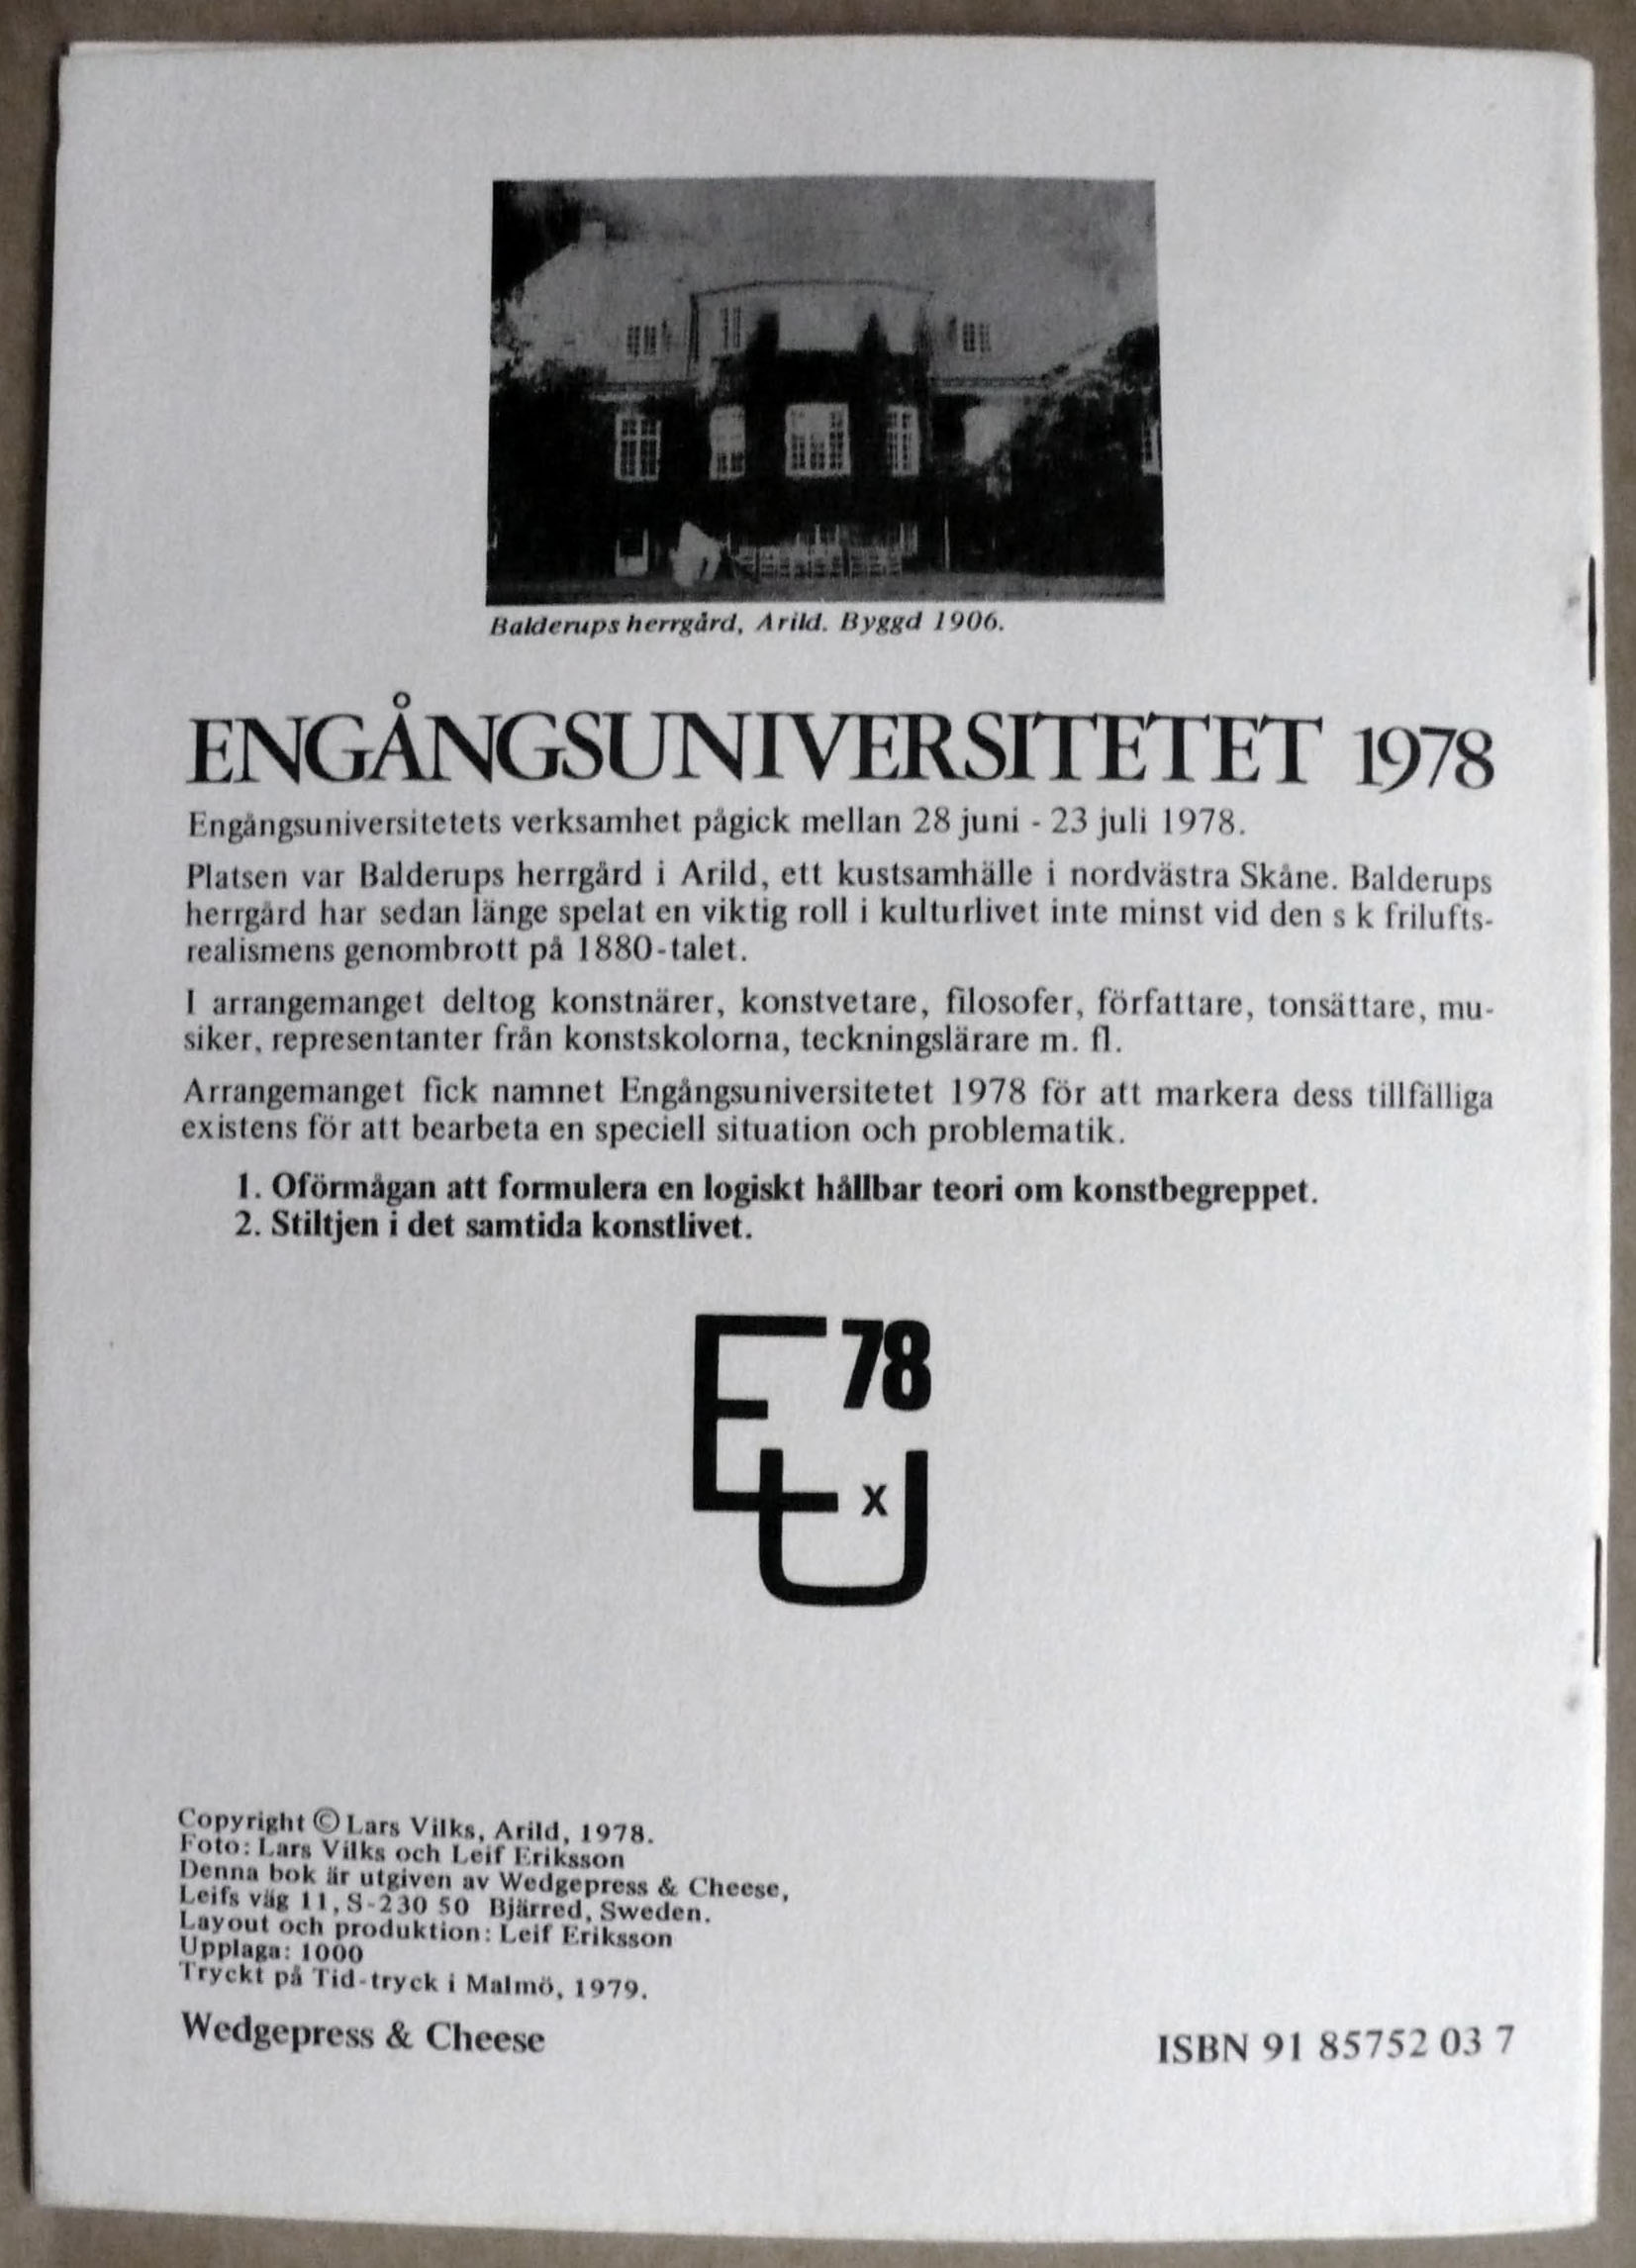 Balderups herrgård, Arild. Byggd 1906.
ENGÅNGSUNIVERSITETET 1978
Engångsuniversitetets verksamhet pågick mellan 28 juni - 23 juli 1978.
Platsen var Balderups herrgård i Arild, ett kustsamhälle i nordvästra Skåne. Balderups
herrgård har sedan länge spelat en viktig roll i kulturlivet inte minst vid den s k frilufts-
realismens genombrott på 1880-talet.
I arrangemanget deltog konstnärer, konstvetare, filosofer, författare, tonsättare, mu-
siker, representanter från konstskolorna, teckningslärare m. fl.
Arrangemanget fick namnet Engångsuniversitetet 1978 för att markera dess tillfälliga
existens för att bearbeta en speciell situation och problematik.
1. Oförmågan att formulera en logiskt hållbar teori om konstbegreppet.
2. Stiltjen i det samtida konstlivet.
E 78
U x
Copyright © Lars Vilks, Arild, 1978.
Foto: Lars Vilks och Leif Eriksson
Denna bok är utgiven av Wedgepress & Cheese,
Leifs väg 11, S-230 50 Bjärred, Sweden.
Layout och produktion: Leif Eriksson
Upplaga: 1000
Tryckt på Tid-tryck i Malmö, 1979.
Wedgepress & Cheese
ISBN 91 85752 03 7